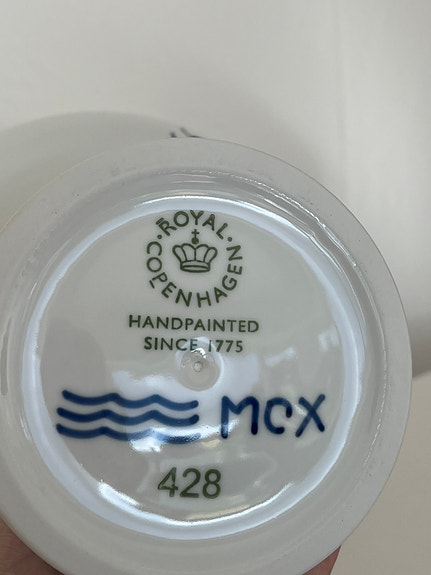 ROYAL
COPENHAGEN
HANDPAINTED
SINCE 1775
MCX
428